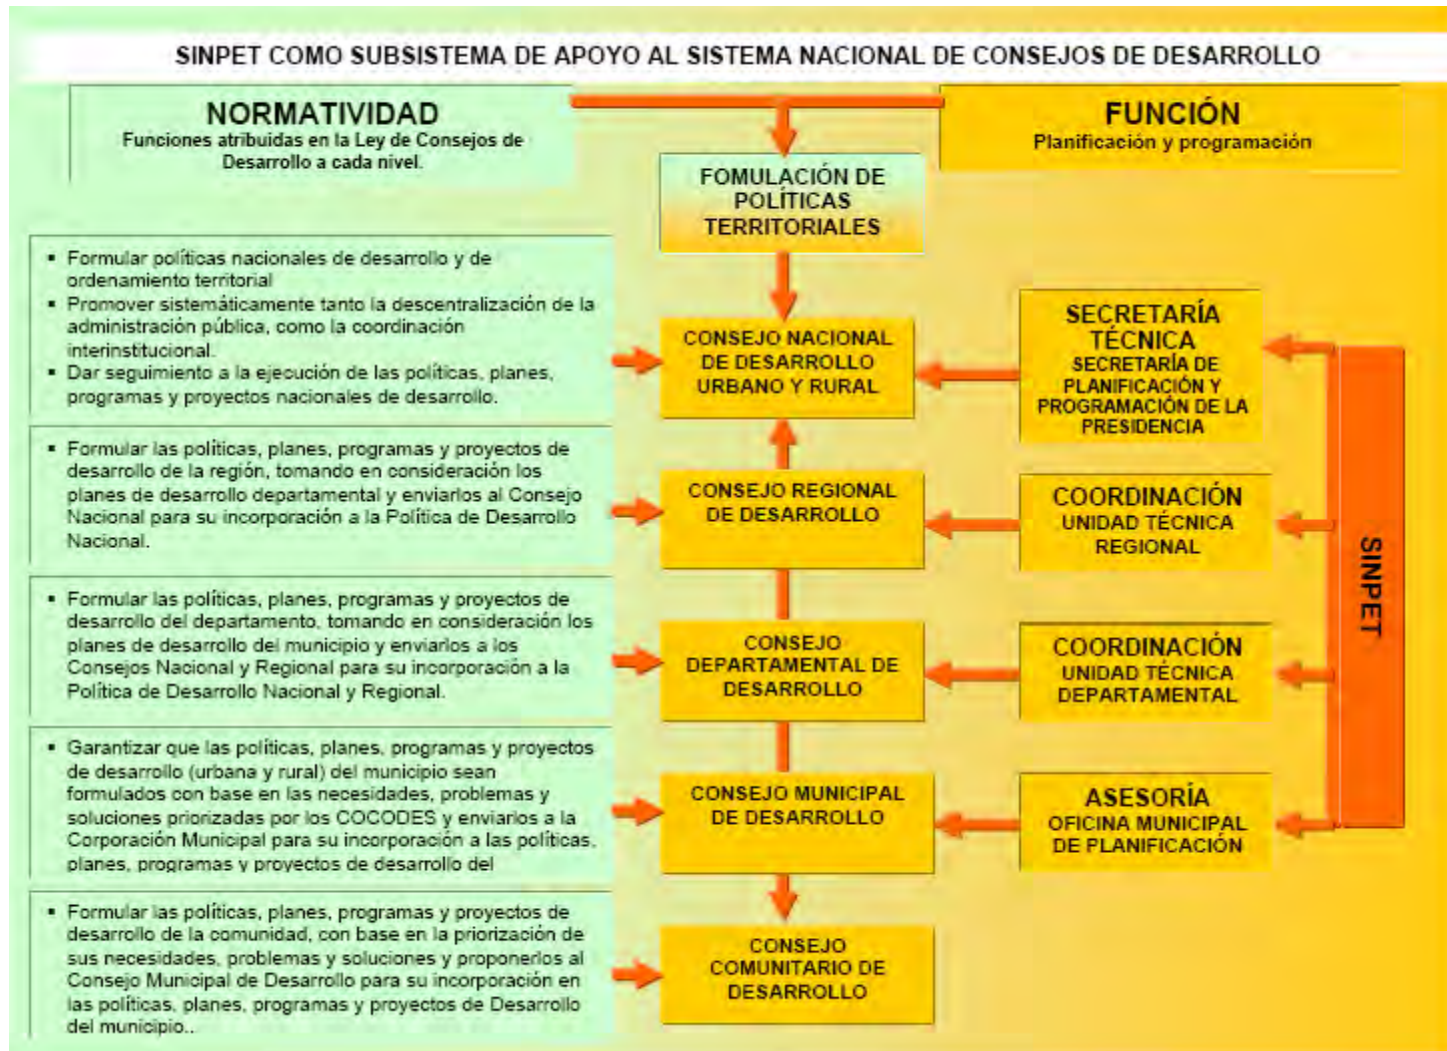 SINPET COMO SUBSISTEMA DE APOYO AL SISTEMA NACIONAL DE CONSEJOS DE DESARROLLO
NORMATIVIDAD
Funciones atribuidas en la Ley de Consejos de
Desarrollo a cada nivel.
FUNCIÓN
Planificación y programación
FOMULACIÓN DE
POLÍTICAS
TERRITORIALES
▪ Formular políticas nacionales de desarrollo y de
ordenamiento territorial
▪ Promover sistemáticamente tanto la descentralización de la
administración pública, como la coordinación
interinstitucional.
▪ Dar seguimiento a la ejecución de las políticas, planes,
programas y proyectos nacionales de desarrollo.
CONSEJO NACIONAL
DE DESARROLLO
URBANO Y RURAL
SECRETARÍA
TÉCNICA
SECRETARÍA DE
PLANIFICACIÓN Y
PROGRAMACIÓN DE LA
PRESIDENCIA
▪ Formular las políticas, planes, programas y proyectos de
desarrollo de la región, tomando en consideración los
planes de desarrollo departamental y enviarlos al Consejo
Nacional para su incorporación a la Política de Desarrollo
Nacional.
CONSEJO REGIONAL
DE DESARROLLO
COORDINACIÓN
UNIDAD TÉCNICA
REGIONAL
SINPET
▪ Formular las políticas, planes, programas y proyectos de
desarrollo del departamento, tomando en consideración los
planes de desarrollo del municipio y enviarlos a los
Consejos Nacional y Regional para su incorporación a la
Política de Desarrollo Nacional y Regional.
CONSEJO
DEPARTAMENTAL DE
DESARROLLO
COORDINACIÓN
UNIDAD TÉCNICA
DEPARTAMENTAL
▪ Garantizar que las políticas, planes, programas y proyectos
de desarrollo (urbana y rural) del municipio sean
formulados con base en las necesidades, problemas y
soluciones priorizadas por los COCODES y enviarlos a la
Corporación Municipal para su incorporación a las políticas,
planes, programas y proyectos de desarrollo del
CONSEJO MUNICIPAL
DE DESARROLLO
ASESORÍA
OFICINA MUNICIPAL
DE PLANIFICACIÓN
▪ Formular las políticas, planes, programas y proyectos de
desarrollo de la comunidad, con base en la priorización de
sus necesidades, problemas y soluciones y proponerlos al
Consejo Municipal de Desarrollo para su incorporación en
las políticas, planes, programas y proyectos de Desarrollo
del municipio..
CONSEJO
COMUNITARIO DE
DESARROLLO